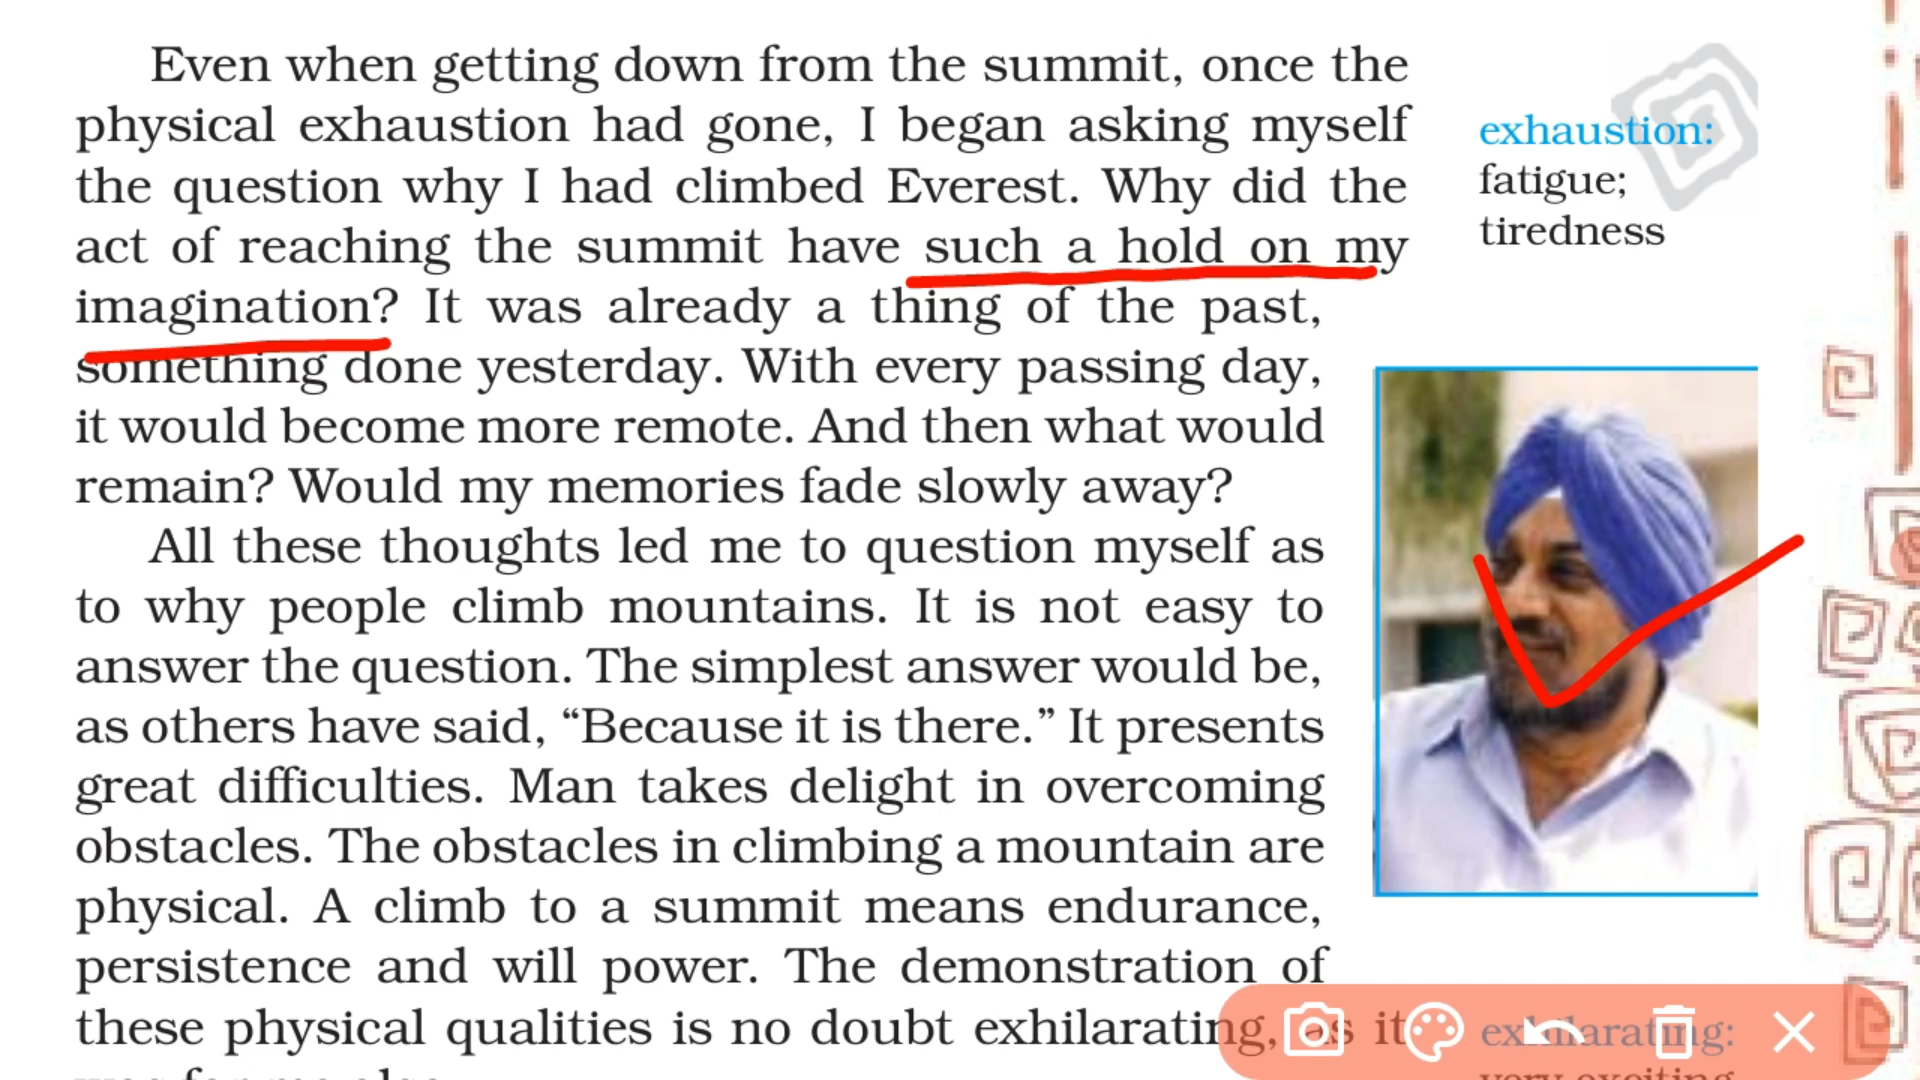 Even when getting down from the summit, once the
physical exhaustion had gone, I began asking myself
the question why I had climbed Everest. Why did the
act of reaching the summit have such a hold on my
imagination? It was already a thing of the past,
something done yesterday. With every passing day,
it would become more remote. And then what would
remain? Would my memories fade slowly away?
All these thoughts led me to question myself as
to why people climb mountains. It is not easy to
answer the question. The simplest answer would be,
as others have said, “Because it is there.” It presents
great difficulties. Man takes delight in overcoming
obstacles. The obstacles in climbing a mountain are
physical. A climb to a summit means endurance,
persistence and will power. The demonstration of
these physical qualities is no doubt exhilarating, as it
exhaustion:
fatigue;
tiredness
exhilarating: